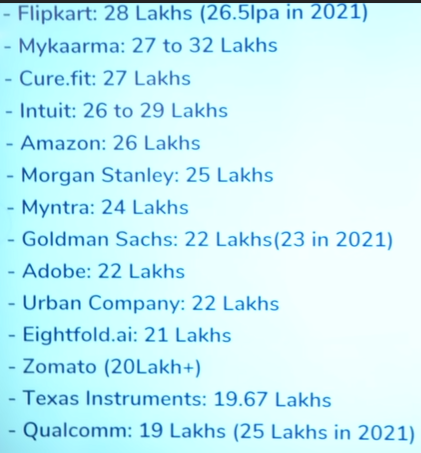 - Flipkart: 28 Lakhs (26.5lpa in 2021)
- Mykaarma: 27 to 32 Lakhs
- Cure.fit: 27 Lakhs
- Intuit: 26 to 29 Lakhs
- Amazon: 26 Lakhs
- Morgan Stanley: 25 Lakhs
- Myntra: 24 Lakhs
- Goldman Sachs: 22 Lakhs(23 in 2021)
- Adobe: 22 Lakhs
- Urban Company: 22 Lakhs
- Eightfold.ai: 21 Lakhs
- Zomato (20Lakh+)
- Texas Instruments: 19.67 Lakhs
- Qualcomm: 19 Lakhs (25 Lakhs in 2021)